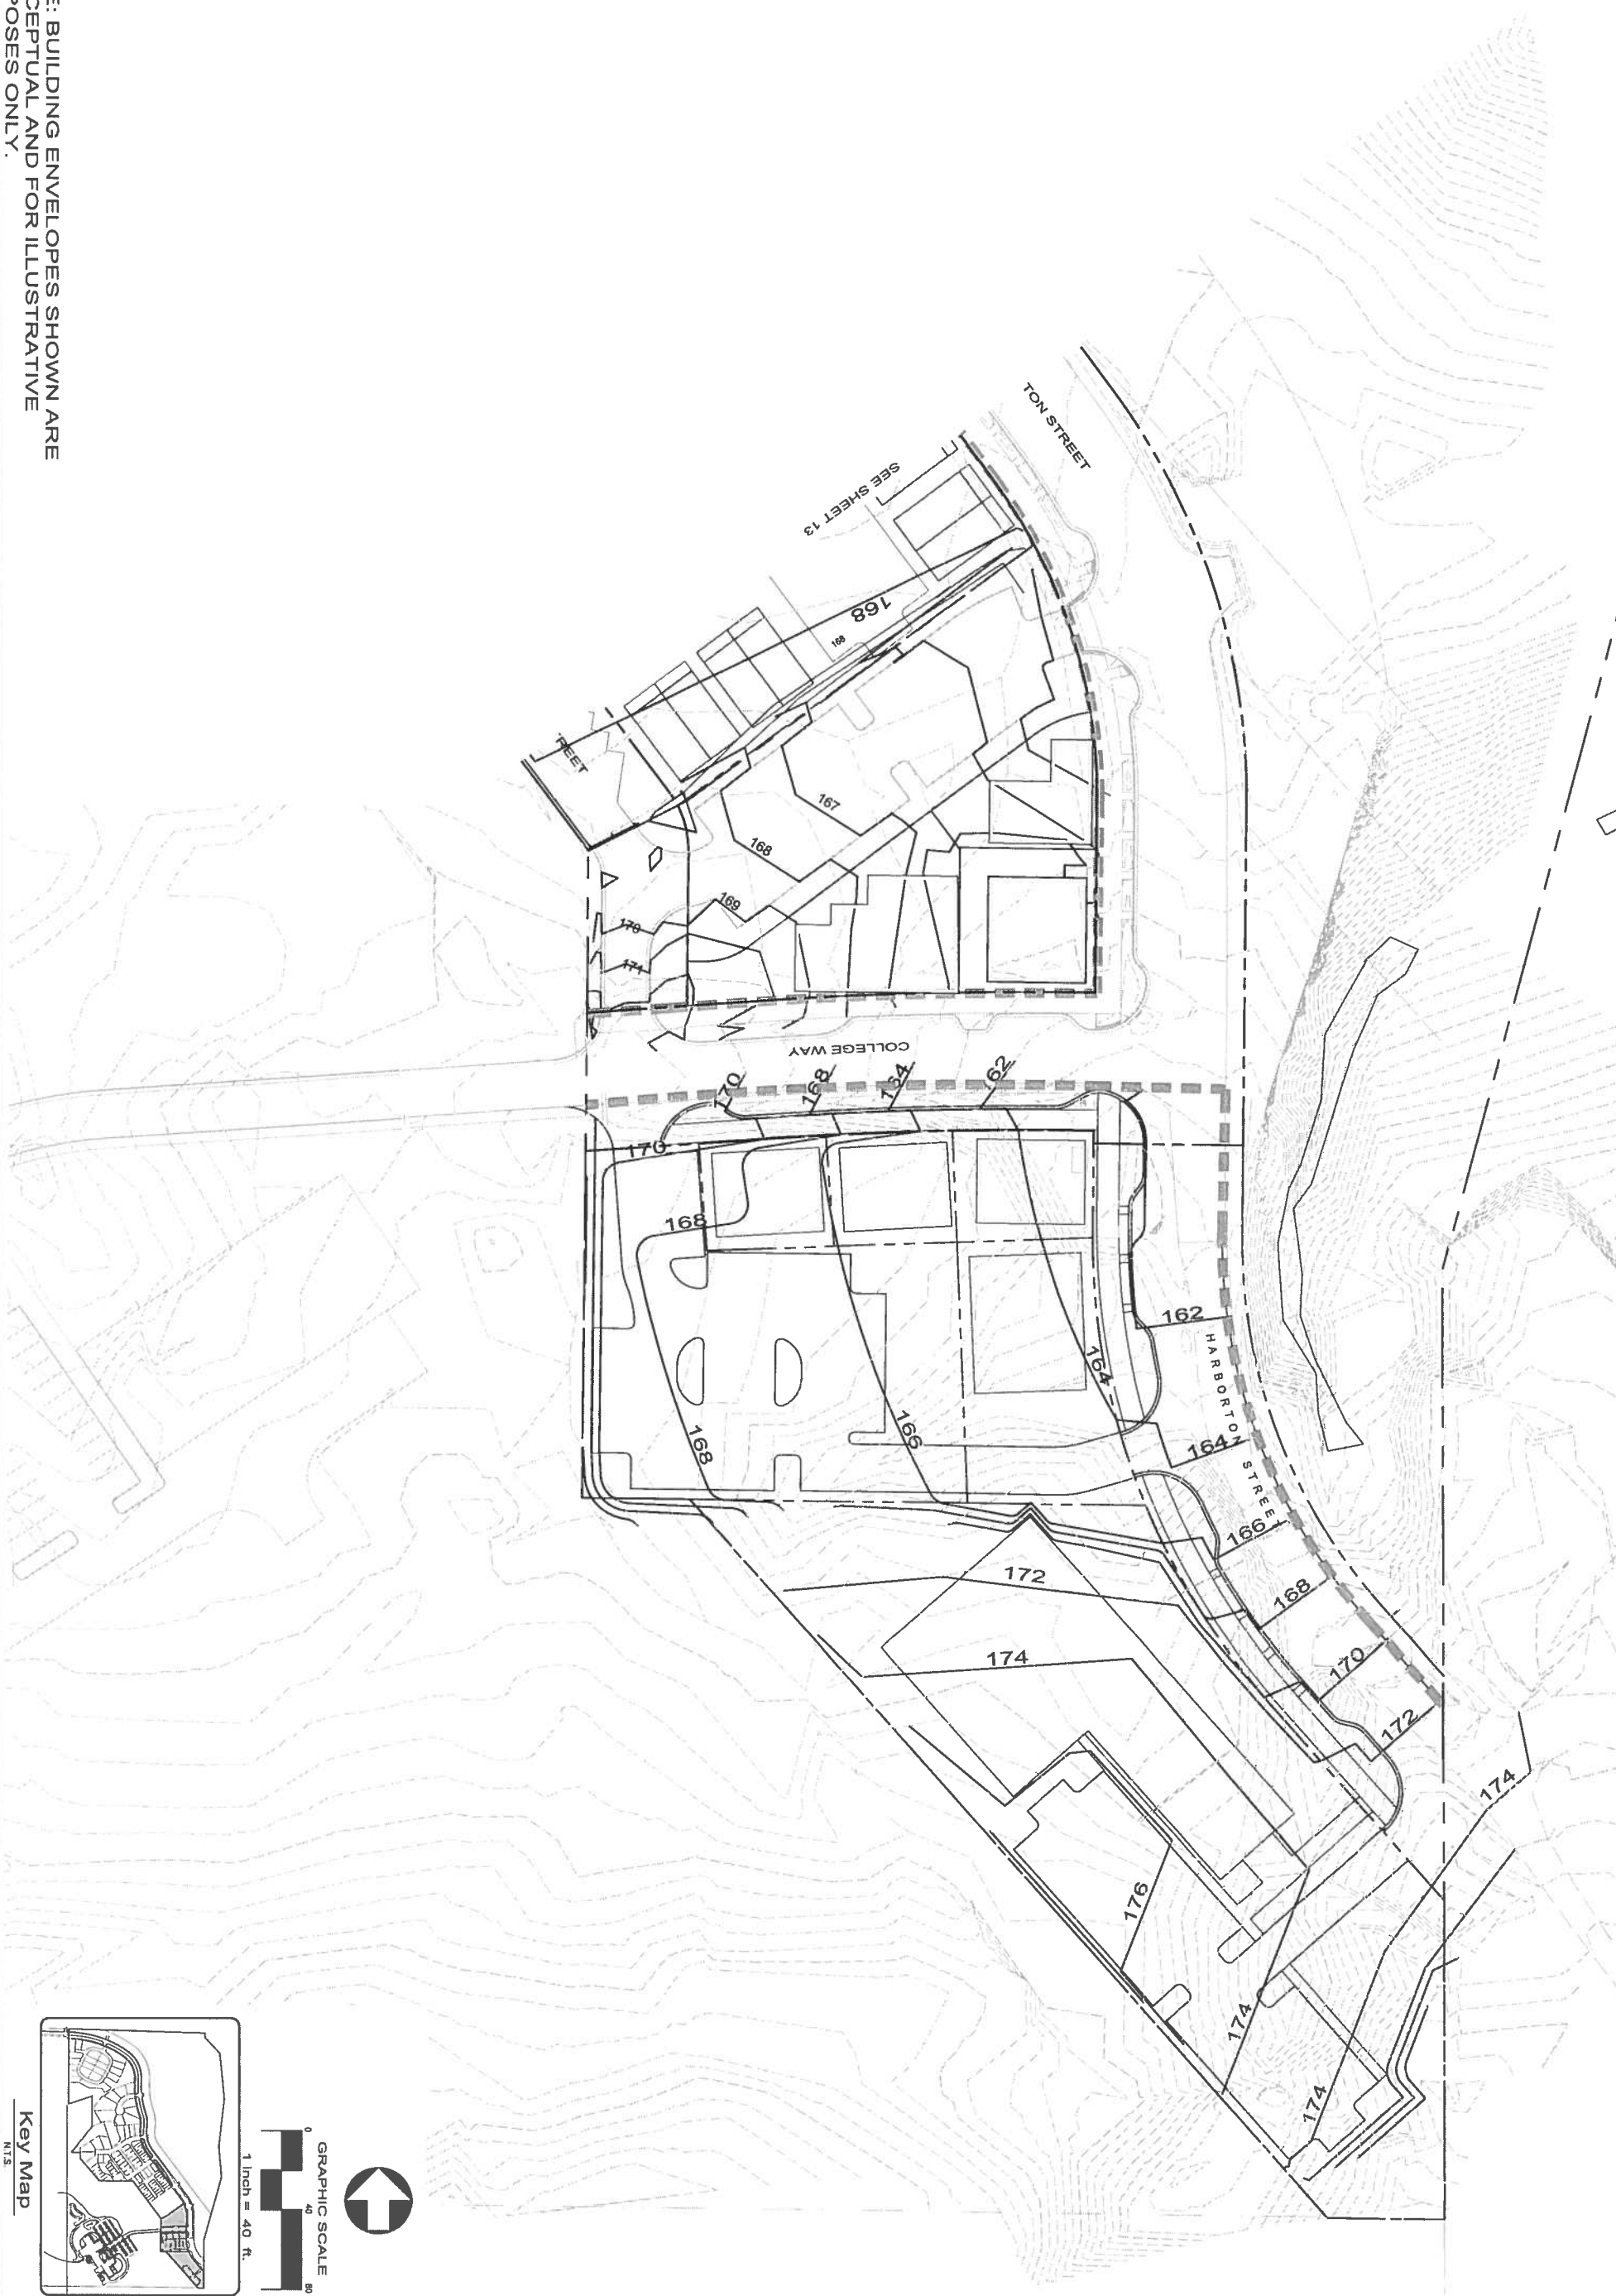 E: BUILDING ENVELOPES SHOWN ARE
CEPTUAL AND FOR ILLUSTRATIVE
POSES ONLY.
TON STREET
SEE SHEET 13
168
168
'REET
167
168
169
170
171
COLLEGE WAY
170
168
164
162
170
168
162
HARBORTON STREET
164
164
166
168
166
168
172
170
174
172
174
176
174
174
GRAPHIC SCALE
0 40 80
1 inch = 40 ft.
Key Map
N.T.S.